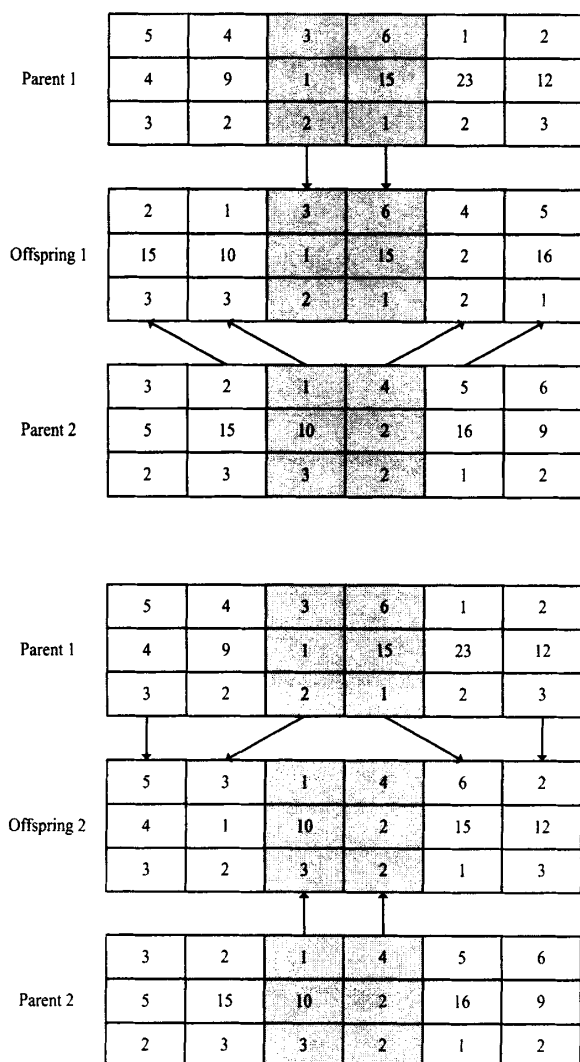 5 4 3 6 1 2
Parent 1 4 9 1 15 23 12
3 2 2 1 2 3
2 1 3 6 4 5
Offspring 1 15 10 1 15 2 16
3 3 2 1 2 1
3 2 1 4 5 6
Parent 2 5 15 10 2 16 9
2 3 3 2 1 2
5 4 3 6 1 2
Parent 1 4 9 1 15 23 12
3 2 2 1 2 3
5 3 1 4 6 2
Offspring 2 4 1 10 2 15 12
3 2 3 2 1 3
3 2 1 4 5 6
Parent 2 5 15 10 2 16 9
2 3 3 2 1 2